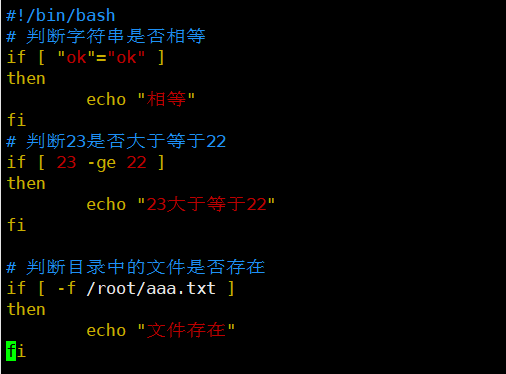 #!/bin/bash
# 判断字符串是否相等
if [ "ok"="ok" ]
then
        echo "相等"
fi
# 判断23是否大于等于22
if [ 23 -ge 22 ]
then
        echo "23大于等于22"
fi

# 判断目录中的文件是否存在
if [ -f /root/aaa.txt ]
then
        echo "文件存在"
fi